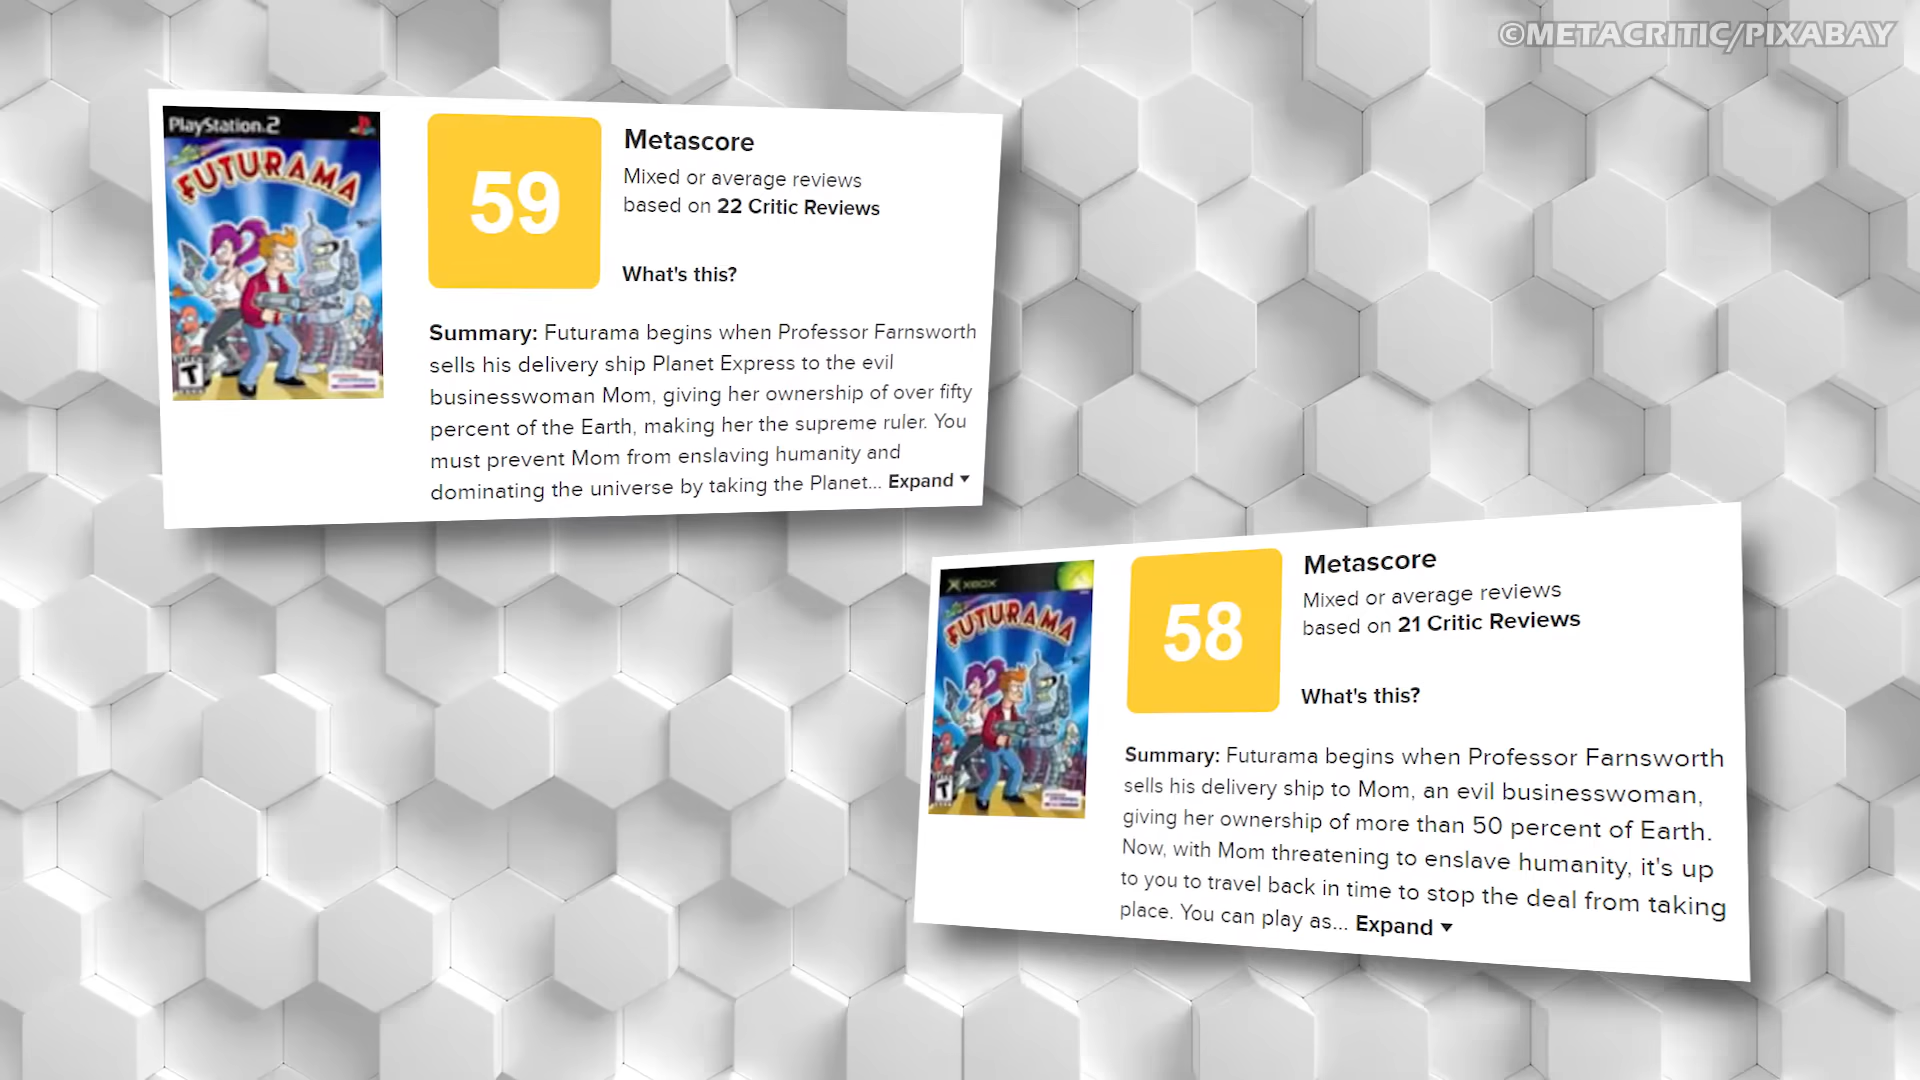 ©METACRITIC/PIXABAY
PlayStation.2
FUTURAMA
T
59
Metascore
Mixed or average reviews
based on 22 Critic Reviews
What's this?
Summary: Futurama begins when Professor Farnsworth
sells his delivery ship Planet Express to the evil
businesswoman Mom, giving her ownership of over fifty
percent of the Earth, making her the supreme ruler. You
must prevent Mom from enslaving humanity and
dominating the universe by taking the Planet... Expand
XBOX
FUTURAMA
T
58
Metascore
Mixed or average reviews
based on 21 Critic Reviews
What's this?
Summary: Futurama begins when Professor Farnsworth
sells his delivery ship to Mom, an evil businesswoman,
giving her ownership of more than 50 percent of Earth.
Now, with Mom threatening to enslave humanity, it's up
to you to travel back in time to stop the deal from taking
place. You can play as... Expand